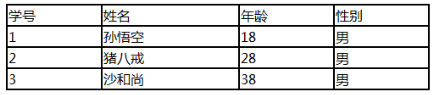 学号 姓名 年龄 性别
1 孙悟空 18 男
2 猪八戒 28 男
3 沙和尚 38 男